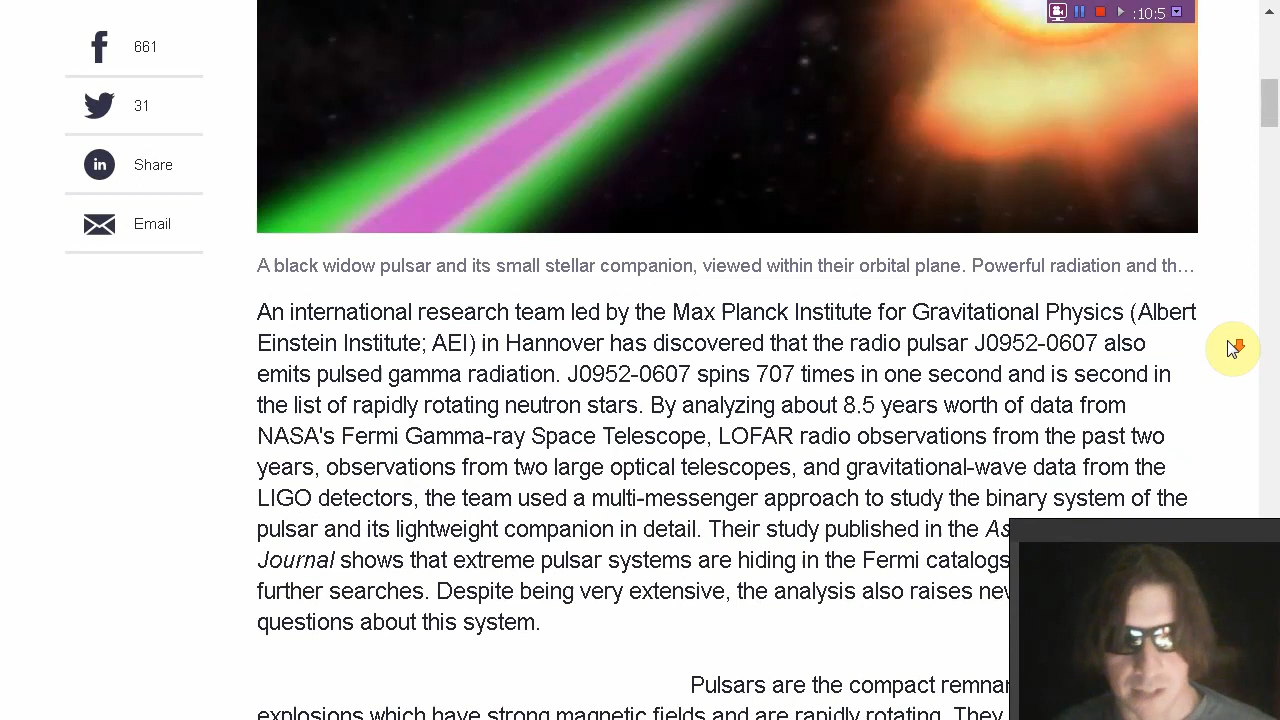 :10:5
661
31
Share
Email
A black widow pulsar and its small stellar companion, viewed within their orbital plane. Powerful radiation and th...
An international research team led by the Max Planck Institute for Gravitational Physics (Albert
Einstein Institute; AEI) in Hannover has discovered that the radio pulsar J0952-0607 also
emits pulsed gamma radiation. J0952-0607 spins 707 times in one second and is second in
the list of rapidly rotating neutron stars. By analyzing about 8.5 years worth of data from
NASA's Fermi Gamma-ray Space Telescope, LOFAR radio observations from the past two
years, observations from two large optical telescopes, and gravitational-wave data from the
LIGO detectors, the team used a multi-messenger approach to study the binary system of the
pulsar and its lightweight companion in detail. Their study published in the As
Journal shows that extreme pulsar systems are hiding in the Fermi catalogs
further searches. Despite being very extensive, the analysis also raises
questions about this system.
Pulsars are the compact
explosions which have strong magnetic fields and are rapidly rotating. They